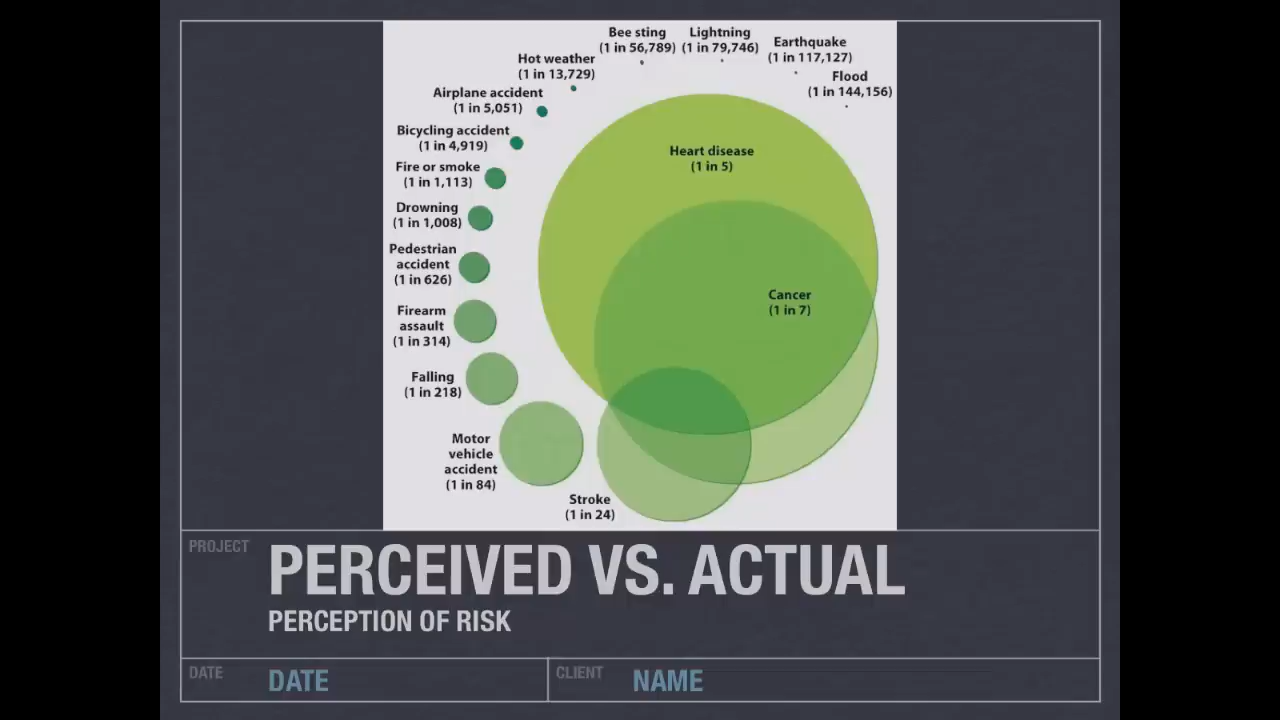 Bee sting
(1 in 56,789)
Lightning
(1 in 79,746)
Earthquake
(1 in 117,127)
Flood
(1 in 144,156)
Hot weather
(1 in 13,729)
Airplane accident
(1 in 5,051)
Bicycling accident
(1 in 4,919)
Fire or smoke
(1 in 1,113)
Drowning
(1 in 1,008)
Pedestrian
accident
(1 in 626)
Firearm
assault
(1 in 314)
Falling
(1 in 218)
Motor
vehicle
accident
(1 in 84)
Stroke
(1 in 24)
Heart disease
(1 in 5)
Cancer
(1 in 7)
PROJECT
PERCEIVED VS. ACTUAL
PERCEPTION OF RISK
DATE
DATE
CLIENT
NAME